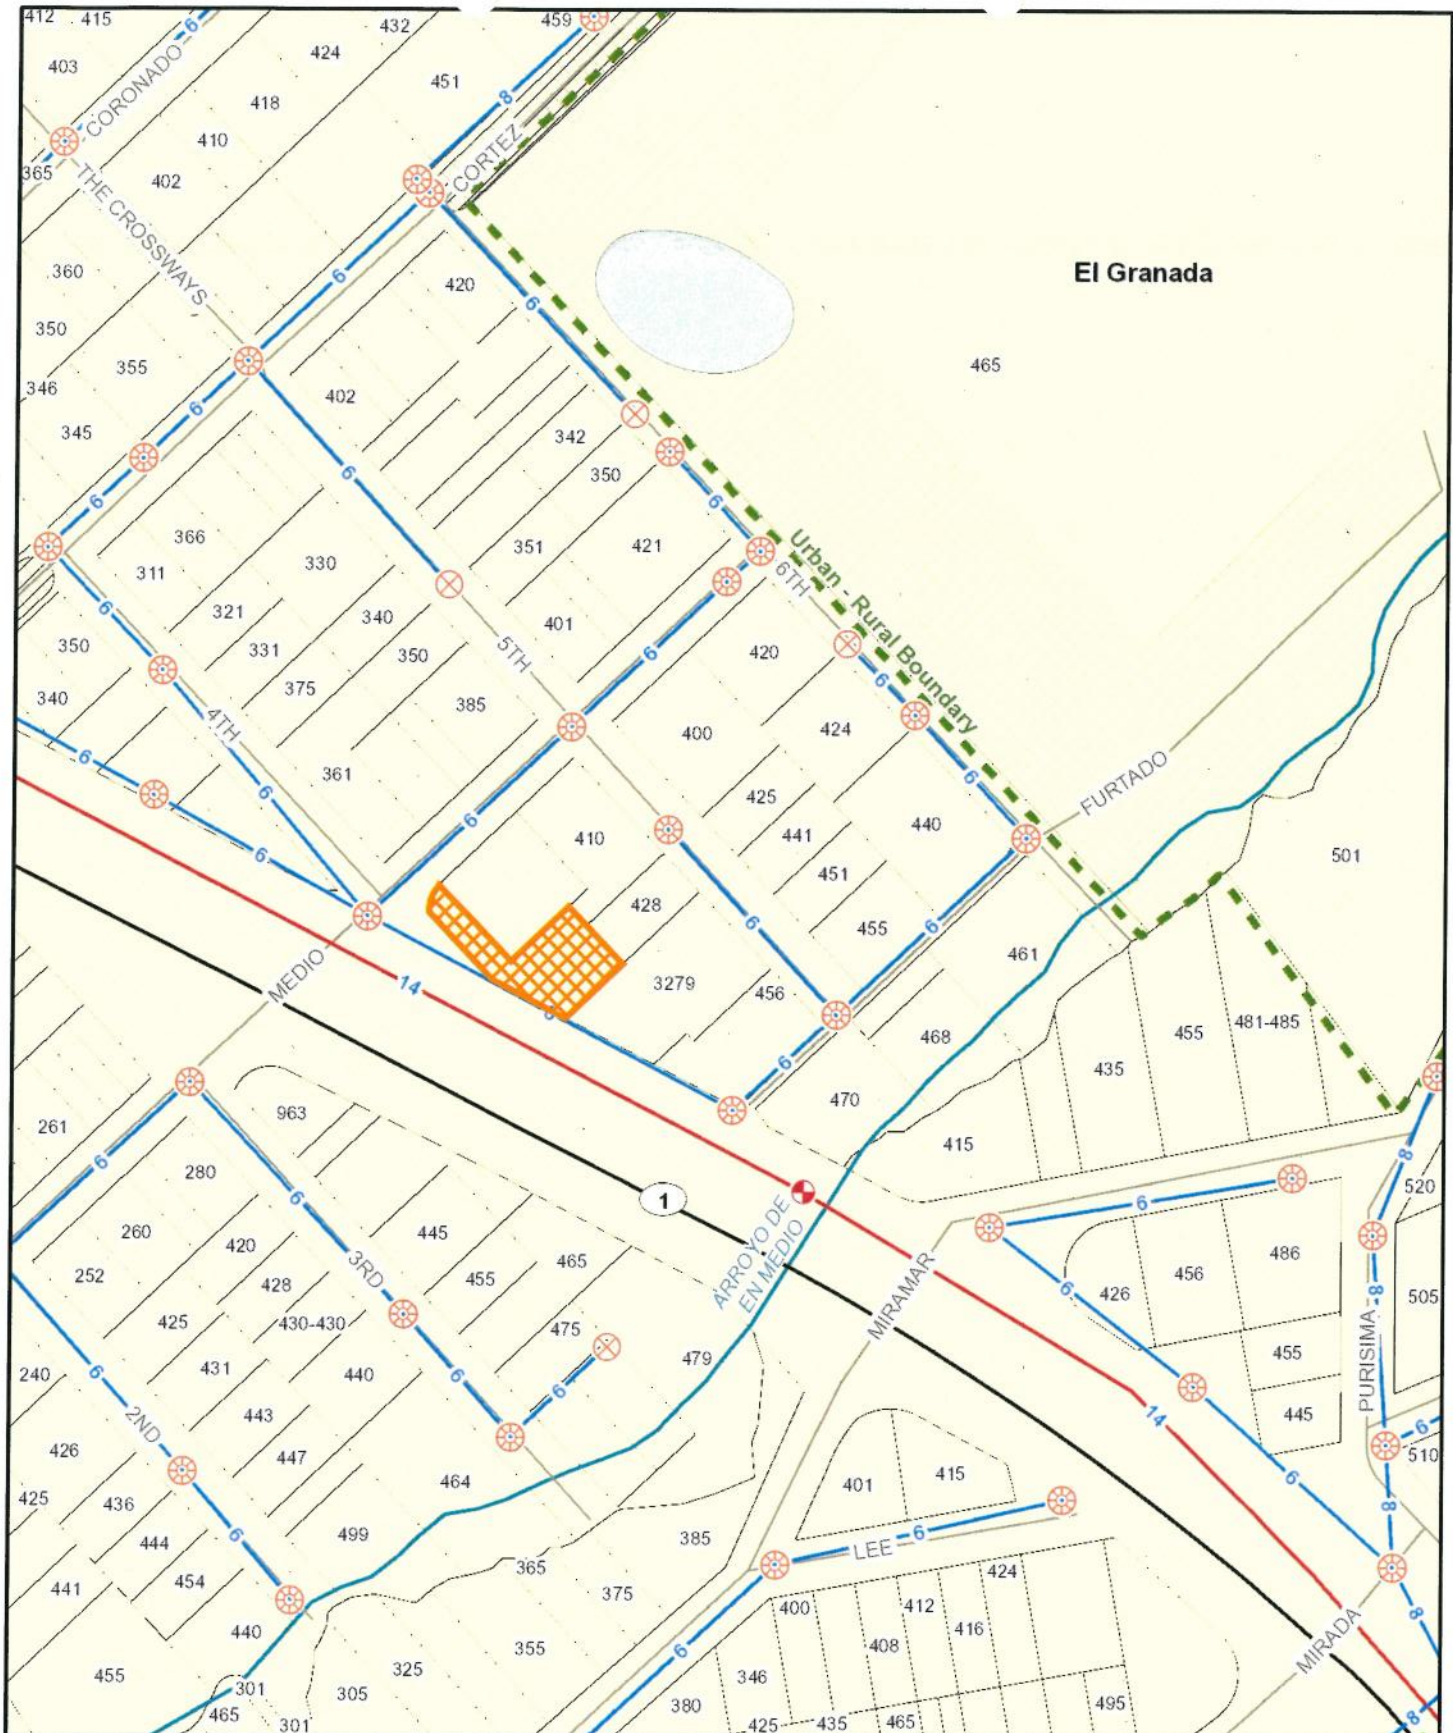 412 415 432 459
403 424
CORONADO 6 451
418 8
410 CORTEZ
365 402
THE CROSSWAYS
360 6 420 6 El Granada
350
355 465
346 402
6
345 342
6 350
6
6
366 351 421
311 330 Urban - Rural Boundary
6TH
321 340 401
6
350 331 350 5TH 6 420
375 6
340 385
4TH 400 424
6 361 FURTADO
6 6
425
6 410 441 440
6 451 501
428
6 455 6
MEDIO 461
14 3279 456
6 468 455 481-485
6 435
963 470
261 415
6 280 8
520
6 1 6
260 445 ARROYO DE
EN MEDIO
420 465 486
252 3RD 455 456
428 MIRAMAR 6 426 8 505
425 430-430 475
431 479 455
240 6 440 6 6 PURISIMA
443 14 445
2ND 6
426 447 510
464 401 415 6
425 436 8
6 499 385 LEE 6
444
454 365 424
441 375 400 412
440 408 416 8
6 MIRADA
455 325 355 346
301 305 380 495
465 301 425 435 465 8